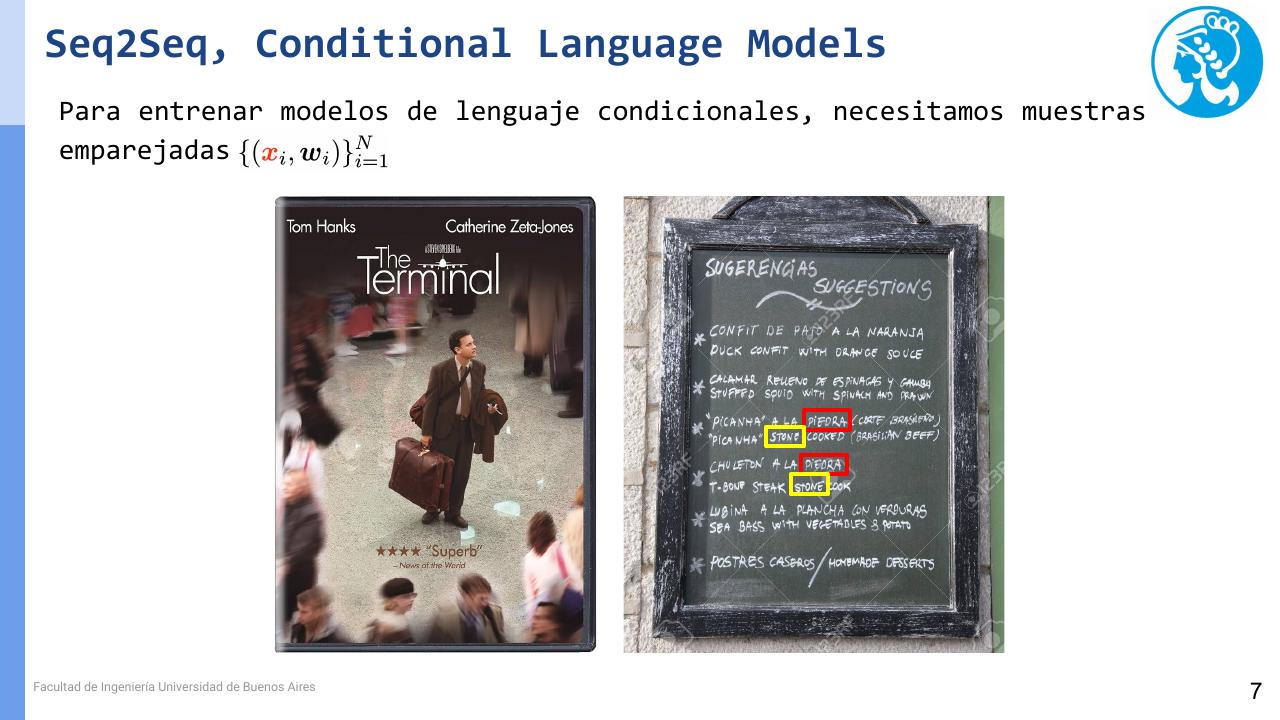 Seq2Seq, Conditional Language Models
Para entrenar modelos de lenguaje condicionales, necesitamos muestras
emparejadas {(x_i, w_i)}_{i=1}^N
Tom Hanks Catherine Zeta-Jones
The
Terminal
★★★★ “Superb”
– News of the World
SUGERENCIAS
SUGGESTIONS
* CONFIT DE PATO A LA NARANJA
DUCK CONFIT WITH ORANGE SOUCE
* CALAMAR RELLENO DE ESPINACAS Y GAMBA
STUFFED SQUID WITH SPINACH AND PRAWN
* "PICANHA" A LA PIEDRA (CORTE BRASILEÑO)
"PICANHA" STONE COOKED (BRASILIAN BEEF)
* CHULETON A LA PIEDRA
T-BONE STEAK STONE COOK
* LUBINA A LA PLANCHA CON VERDURAS
SEA BASS WITH VEGETABLES & POTATO
* POSTRES CASEROS / HOMEMADE DESSERTS
123RF
Facultad de Ingeniería Universidad de Buenos Aires
7